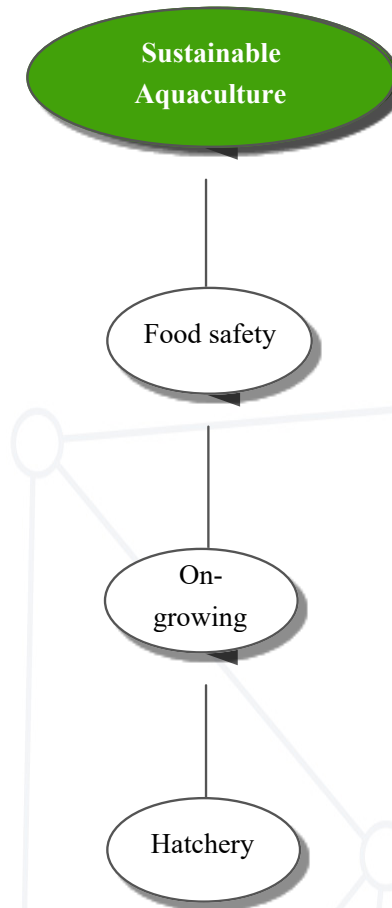 Sustainable
Aquaculture
Food safety
On-
growing
Hatchery